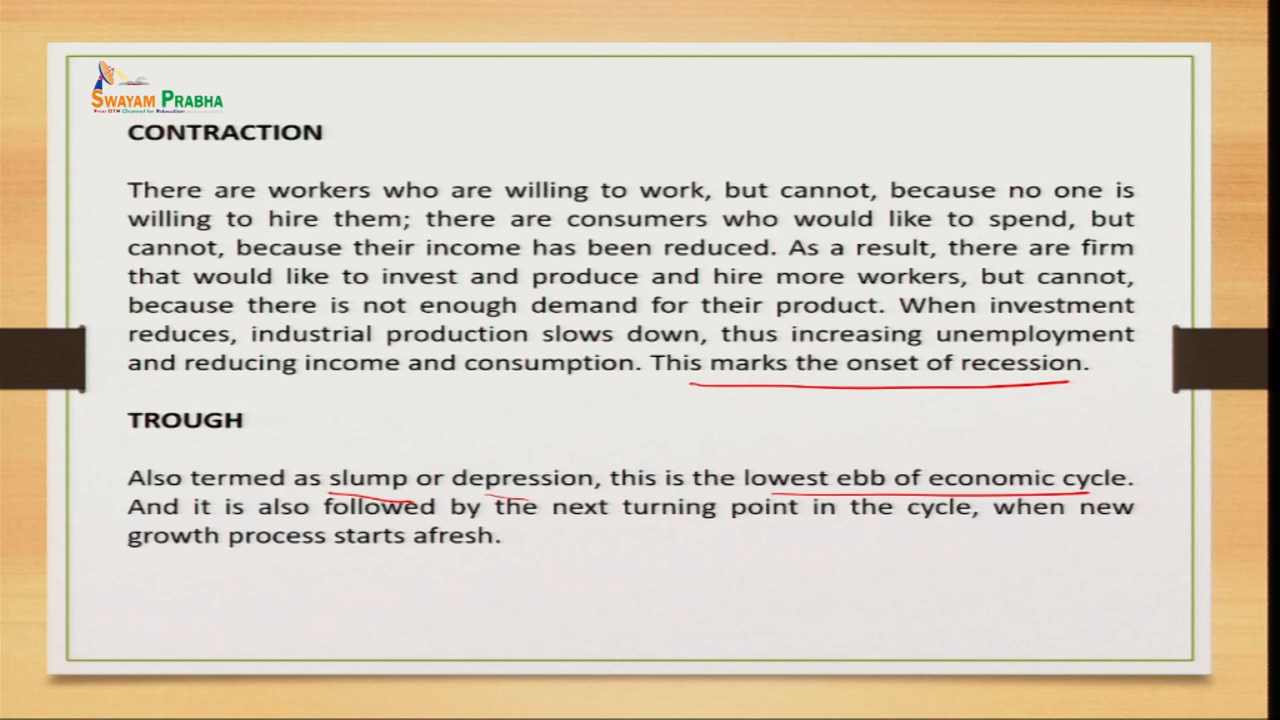 SWAYAM PRABHA
CONTRACTION
There are workers who are willing to work, but cannot, because no one is
willing to hire them; there are consumers who would like to spend, but
cannot, because their income has been reduced. As a result, there are firm
that would like to invest and produce and hire more workers, but cannot,
because there is not enough demand for their product. When investment
reduces, industrial production slows down, thus increasing unemployment
and reducing income and consumption. This marks the onset of recession.
TROUGH
Also termed as slump or depression, this is the lowest ebb of economic cycle.
And it is also followed by the next turning point in the cycle, when new
growth process starts afresh.